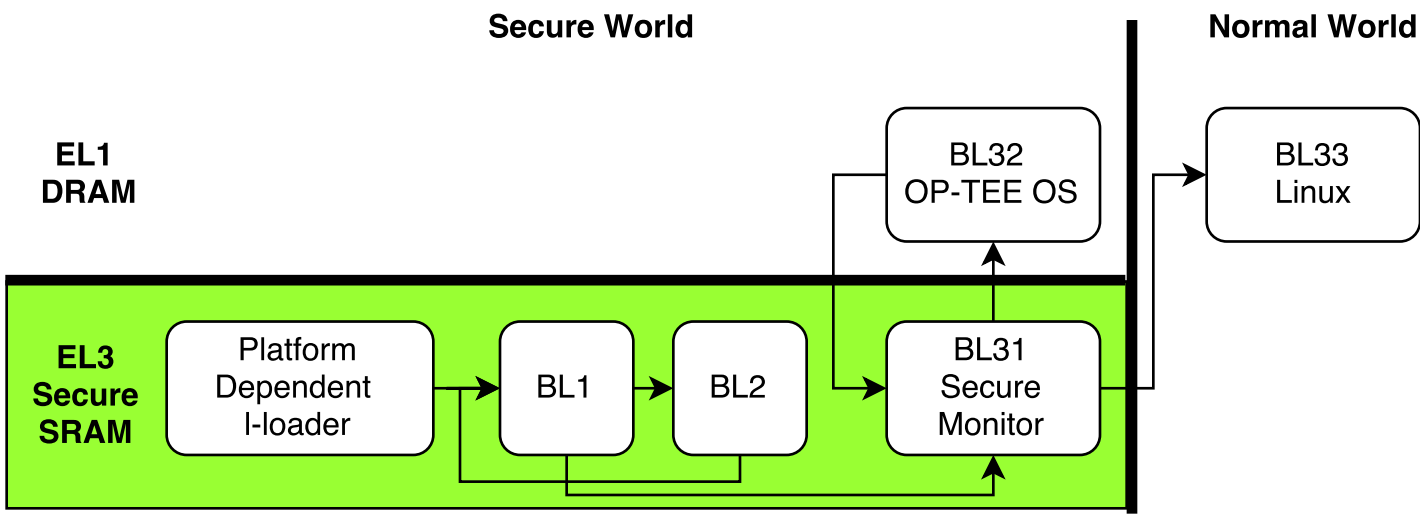 Secure World
Normal World
EL1
DRAM
BL32
OP-TEE OS
BL33
Linux
EL3
Secure
SRAM
Platform
Dependent
l-loader
BL1
BL2
BL31
Secure
Monitor